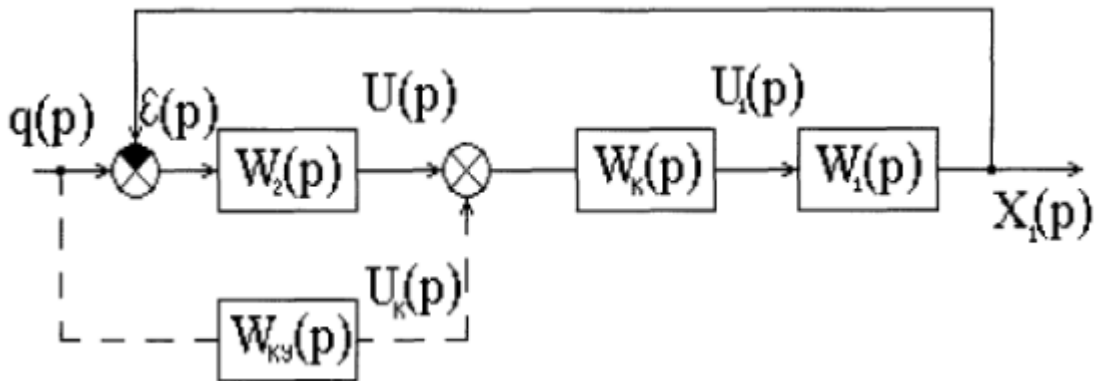 q(p)
ℰ(p)
W₂(p)
U(p)
Wₖ(p)
U₁(p)
W₁(p)
X₁(p)
Uₖ(p)
Wₖᵧ(p)